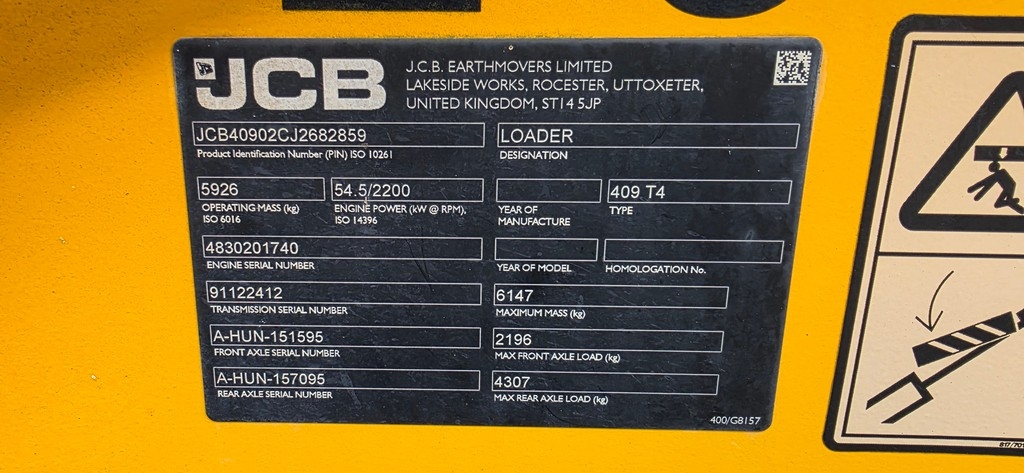 JCB
J.C.B. EARTHMOVERS LIMITED
LAKESIDE WORKS, ROCESTER, UTTOXETER,
UNITED KINGDOM, ST14 5JP
JCB40902CJ2682859
Product Identification Number (PIN) ISO 10261
LOADER
DESIGNATION
5926
OPERATING MASS (kg)
ISO 6016
54.5/2200
ENGINE POWER (kW @ RPM),
ISO 14396
YEAR OF
MANUFACTURE
409 T4
TYPE
4830201740
ENGINE SERIAL NUMBER
YEAR OF MODEL
HOMOLOGATION No.
91122412
TRANSMISSION SERIAL NUMBER
6147
MAXIMUM MASS (kg)
A-HUN-151595
FRONT AXLE SERIAL NUMBER
2196
MAX FRONT AXLE LOAD (kg)
A-HUN-157095
REAR AXLE SERIAL NUMBER
4307
MAX REAR AXLE LOAD (kg)
400/G8157